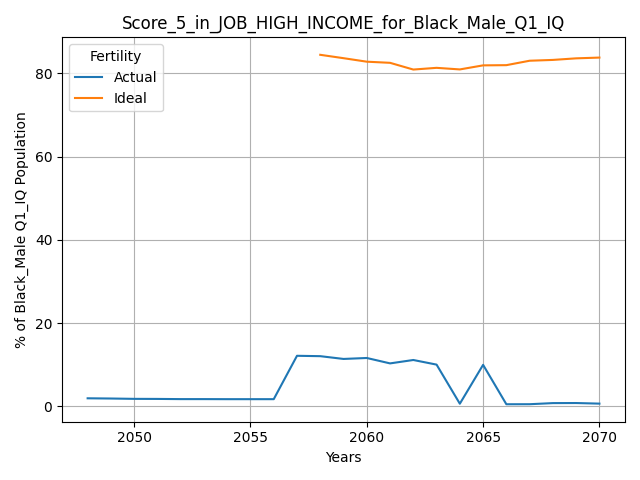 Score_5_in_JOB_HIGH_INCOME_for_Black_Male_Q1_IQ
Fertility
Actual
Ideal
% of Black_Male Q1_IQ Population
80
60
40
20
0
2050 2055 2060 2065 2070
Years